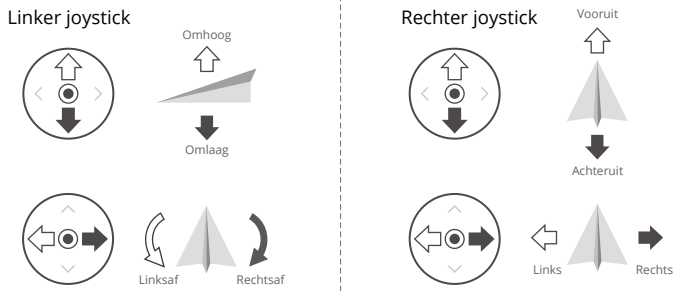 Linker joystick
Omhoog
Omlaag
Linksaf
Rechtsaf
Rechter joystick
Vooruit
Achteruit
Links
Rechts